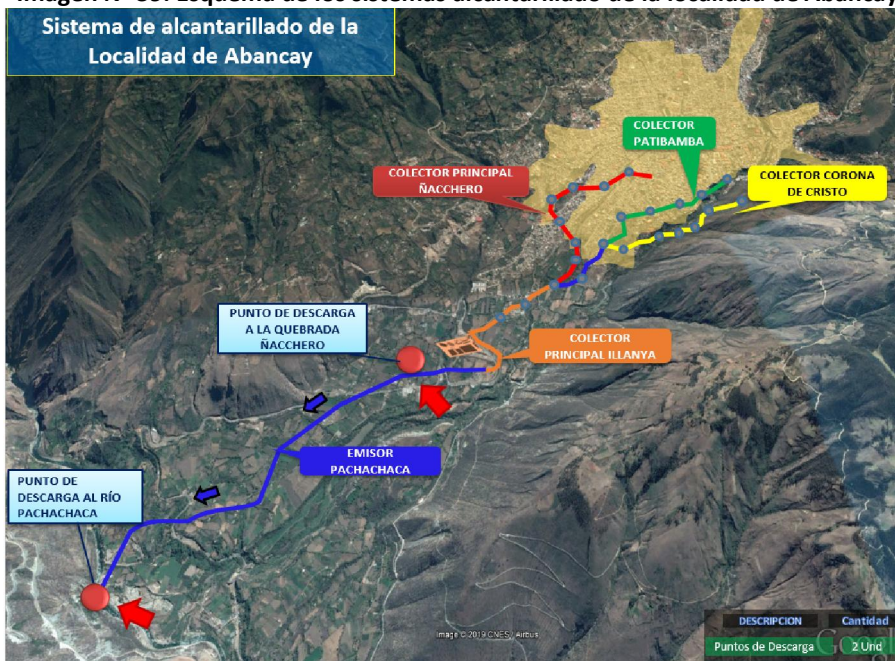 Sistema de alcantarillado de la
Localidad de Abancay
COLECTOR
PATIBAMBA
COLECTOR PRINCIPAL
ÑACCHERO
COLECTOR CORONA
DE CRISTO
PUNTO DE DESCARGA
A LA QUEBRADA
ÑACCHERO
COLECTOR
PRINCIPAL ILLANYA
EMISOR
PACHACHACA
PUNTO DE
DESCARGA AL RÍO
PACHACHACA
Image © 2019 CNES / Airbus
DESCRIPCION Cantidad
Puntos de Descarga 2 Und